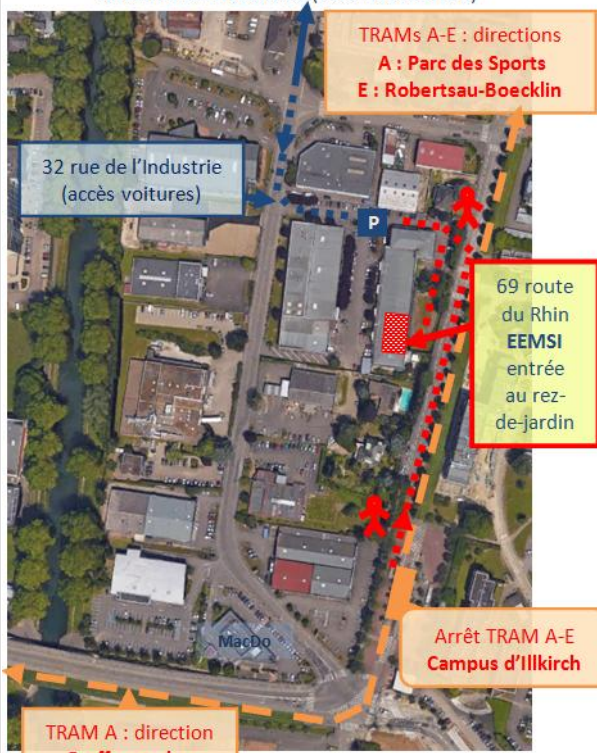 TRAMs A-E : directions
A : Parc des Sports
E : Robertsau-Boecklin
32 rue de l'Industrie
(accès voitures)
P
69 route
du Rhin
EEMSI
entrée
au rez-
de-jardin
MacDo
Arrêt TRAM A-E
Campus d'Illkirch
TRAM A : direction